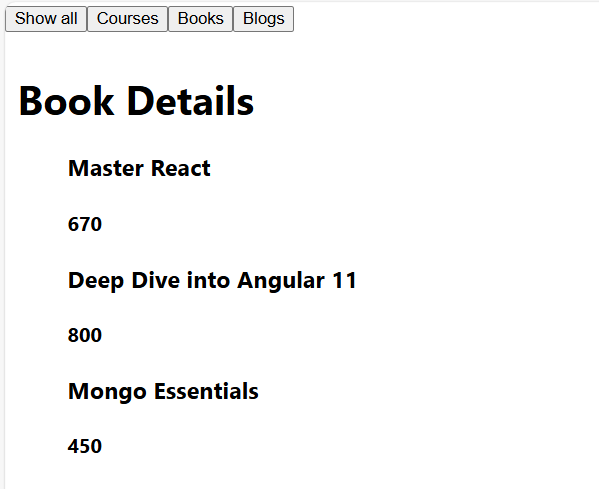 Show all Courses Books Blogs
Book Details
Master React
670
Deep Dive into Angular 11
800
Mongo Essentials
450